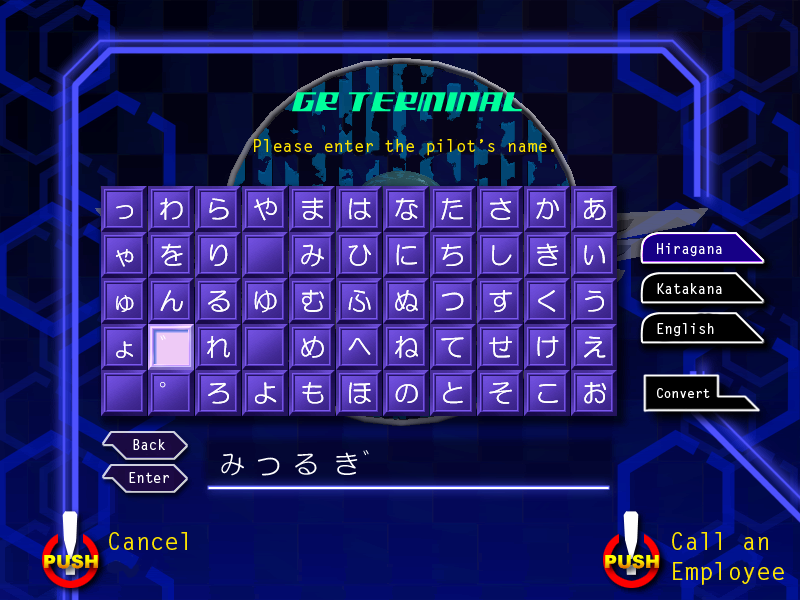 GR TERMINAL
Please enter the pilot's name.
っ わ ら や ま は な た さ か あ
ゃ を り み ひ に ち し き い
ゅ ん る ゆ む ふ ぬ つ す く う
ょ ゛ れ め へ ね て せ け え
゜ ろ よ も ほ の と そ こ お
Hiragana
Katakana
English
Convert
Back
Enter
みつるき゛
PUSH
Cancel
PUSH
Call an
Employee